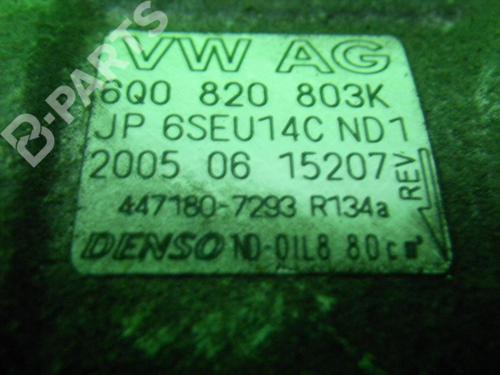 B-PARTS
VW AG
6Q0 820 803K
JP 6SEU14C ND1
2005 06 15207
REV
447180-7293 R134a
DENSO ND-OIL8 80cm³